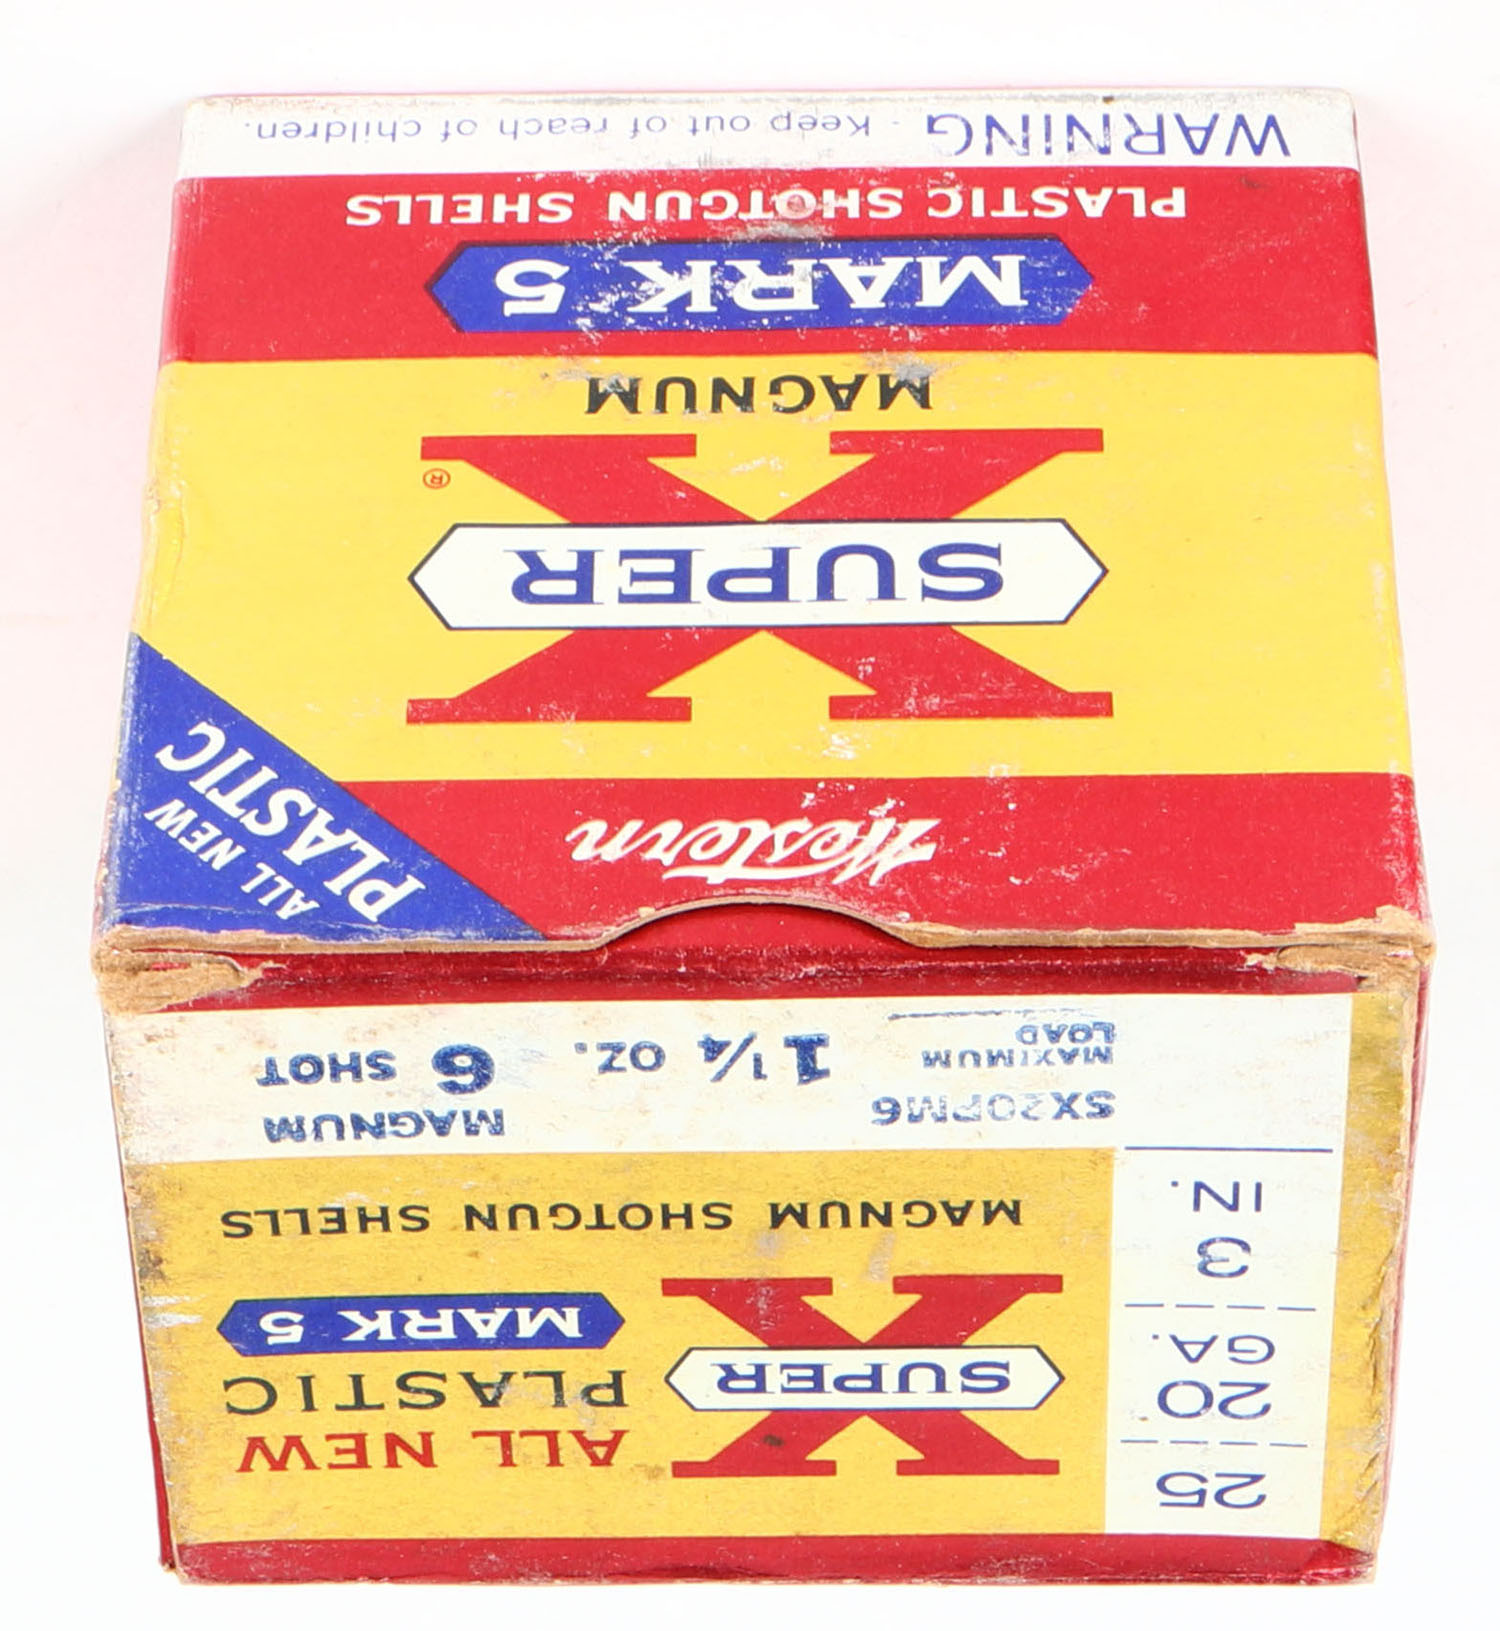 ALL NEW
PLASTIC
Western
SUPER
X
®
MAGNUM
MARK 5
PLASTIC SHOTGUN SHELLS
WARNING - Keep out of reach of children.
25
20
GA.
3
IN.
SUPER
X
ALL NEW
PLASTIC
MARK 5
MAGNUM SHOTGUN SHELLS
SX20PM6
MAGNUM
MAXIMUM
LOAD
1 1/4 OZ. 6 SHOT